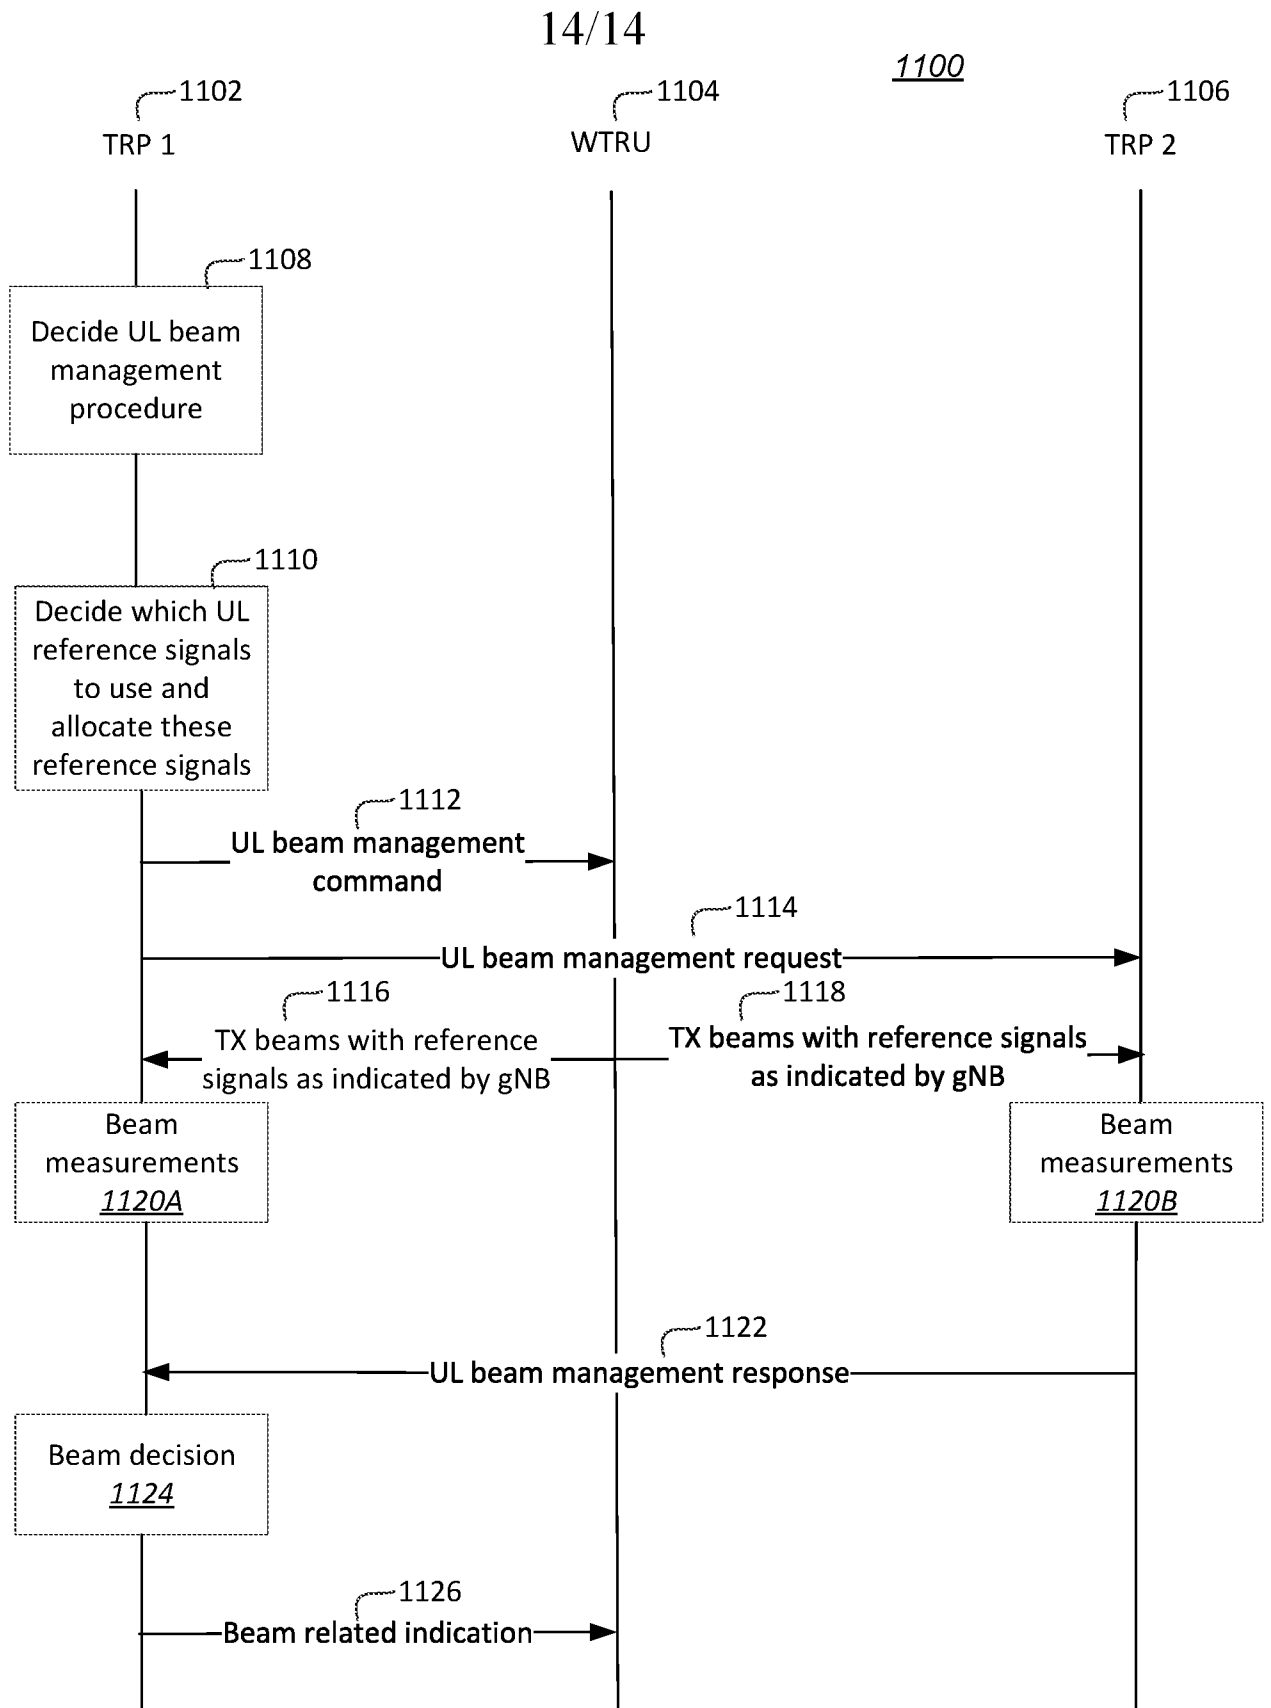 14/14
1100
1102
1104
1106
TRP 1
WTRU
TRP 2
1108
Decide UL beam
management
procedure
1110
Decide which UL
reference signals
to use and
allocate these
reference signals
1112
UL beam management
command
1114
UL beam management request
1116
TX beams with reference
signals as indicated by gNB
1118
TX beams with reference signals
as indicated by gNB
Beam
measurements
1120A
Beam
measurements
1120B
1122
UL beam management response
Beam decision
1124
1126
Beam related indication